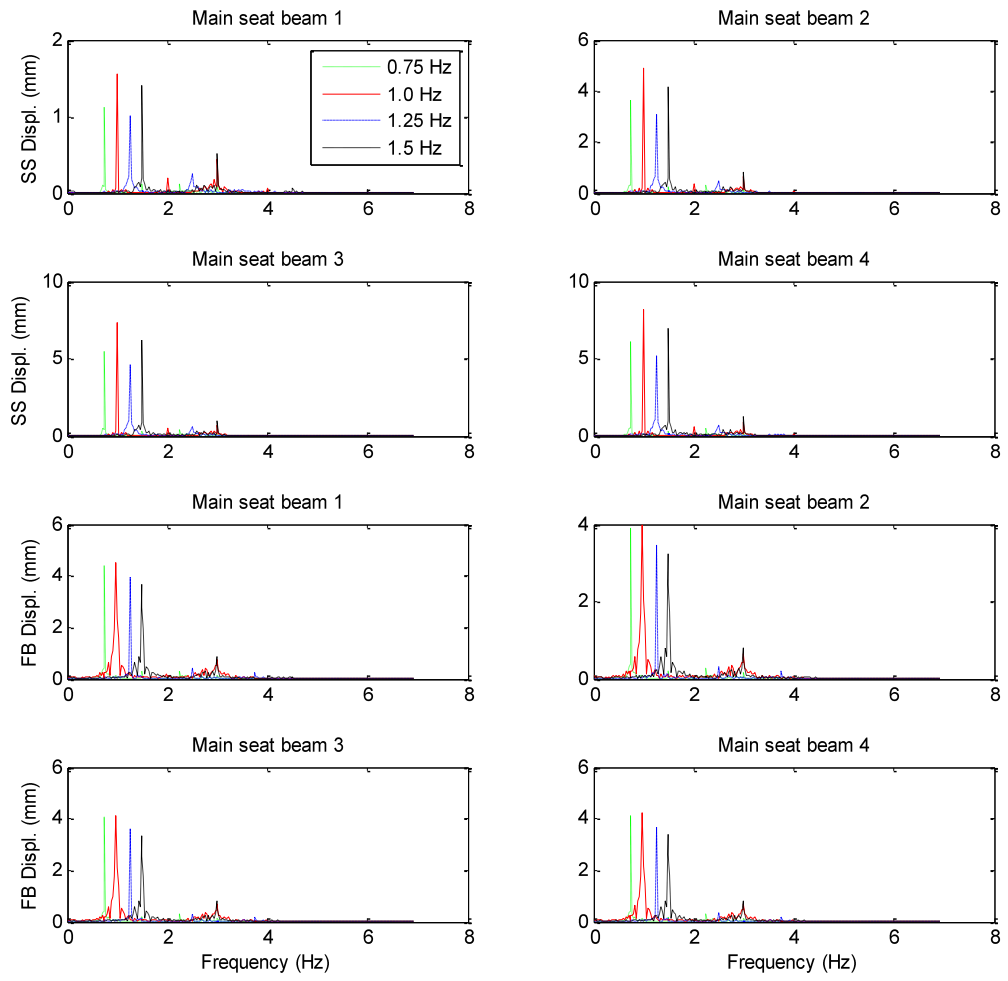 Main seat beam 1
Main seat beam 2
SS Displ. (mm)
2
1
0
0 2 4 6 8
0.75 Hz
1.0 Hz
1.25 Hz
1.5 Hz
6
4
2
0
0 2 4 6 8
Main seat beam 3
Main seat beam 4
SS Displ. (mm)
10
5
0
0 2 4 6 8
10
5
0
0 2 4 6 8
Main seat beam 1
Main seat beam 2
FB Displ. (mm)
6
4
2
0
0 2 4 6 8
4
2
0
0 2 4 6 8
Main seat beam 3
Main seat beam 4
FB Displ. (mm)
6
4
2
0
0 2 4 6 8
Frequency (Hz)
6
4
2
0
0 2 4 6 8
Frequency (Hz)